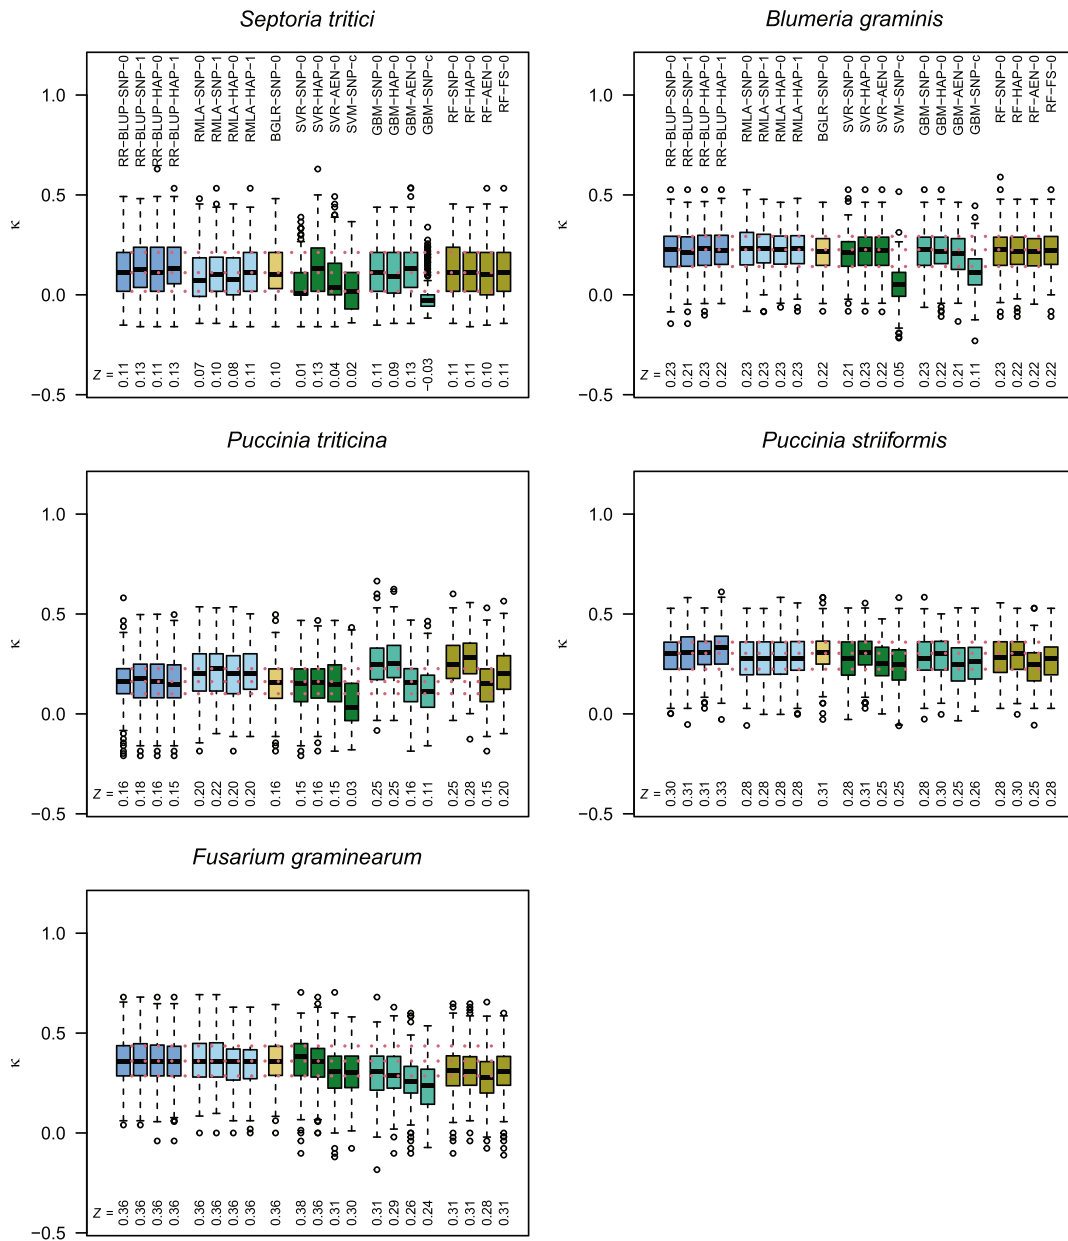 Septoria tritici
κ
1.0
0.5
0.0
−0.5
RR−BLUP−SNP−0
RR−BLUP−SNP−1
RR−BLUP−HAP−0
RR−BLUP−HAP−1
RMLA−SNP−0
RMLA−SNP−1
RMLA−HAP−0
RMLA−HAP−1
BGLR−SNP−0
SVR−SNP−0
SVR−HAP−0
SVR−AEN−0
SVM−SNP−c
GBM−SNP−0
GBM−HAP−0
GBM−AEN−0
GBM−SNP−c
RF−SNP−0
RF−HAP−0
RF−AEN−0
RF−FS−0
Z = 0.11 0.13 0.11 0.13 0.07 0.10 0.08 0.11 0.10 0.01 0.13 0.04 0.02 0.11 0.09 0.13 −0.03 0.11 0.11 0.10 0.11
Blumeria graminis
κ
1.0
0.5
0.0
−0.5
RR−BLUP−SNP−0
RR−BLUP−SNP−1
RR−BLUP−HAP−0
RR−BLUP−HAP−1
RMLA−SNP−0
RMLA−SNP−1
RMLA−HAP−0
RMLA−HAP−1
BGLR−SNP−0
SVR−SNP−0
SVR−HAP−0
SVR−AEN−0
SVM−SNP−c
GBM−SNP−0
GBM−HAP−0
GBM−AEN−0
GBM−SNP−c
RF−SNP−0
RF−HAP−0
RF−AEN−0
RF−FS−0
Z = 0.23 0.21 0.23 0.22 0.23 0.23 0.23 0.23 0.22 0.21 0.23 0.22 0.05 0.23 0.22 0.21 0.11 0.23 0.22 0.22 0.22
Puccinia triticina
κ
1.0
0.5
0.0
−0.5
Z = 0.16 0.18 0.16 0.15 0.20 0.22 0.20 0.20 0.16 0.15 0.16 0.15 0.03 0.25 0.25 0.16 0.11 0.25 0.28 0.15 0.20
Puccinia striiformis
κ
1.0
0.5
0.0
−0.5
Z = 0.30 0.31 0.31 0.33 0.28 0.28 0.28 0.28 0.31 0.28 0.31 0.25 0.25 0.28 0.30 0.25 0.26 0.28 0.30 0.25 0.28
Fusarium graminearum
κ
1.0
0.5
0.0
−0.5
Z = 0.36 0.36 0.36 0.36 0.36 0.36 0.36 0.36 0.36 0.38 0.36 0.31 0.30 0.31 0.29 0.26 0.24 0.31 0.31 0.28 0.31